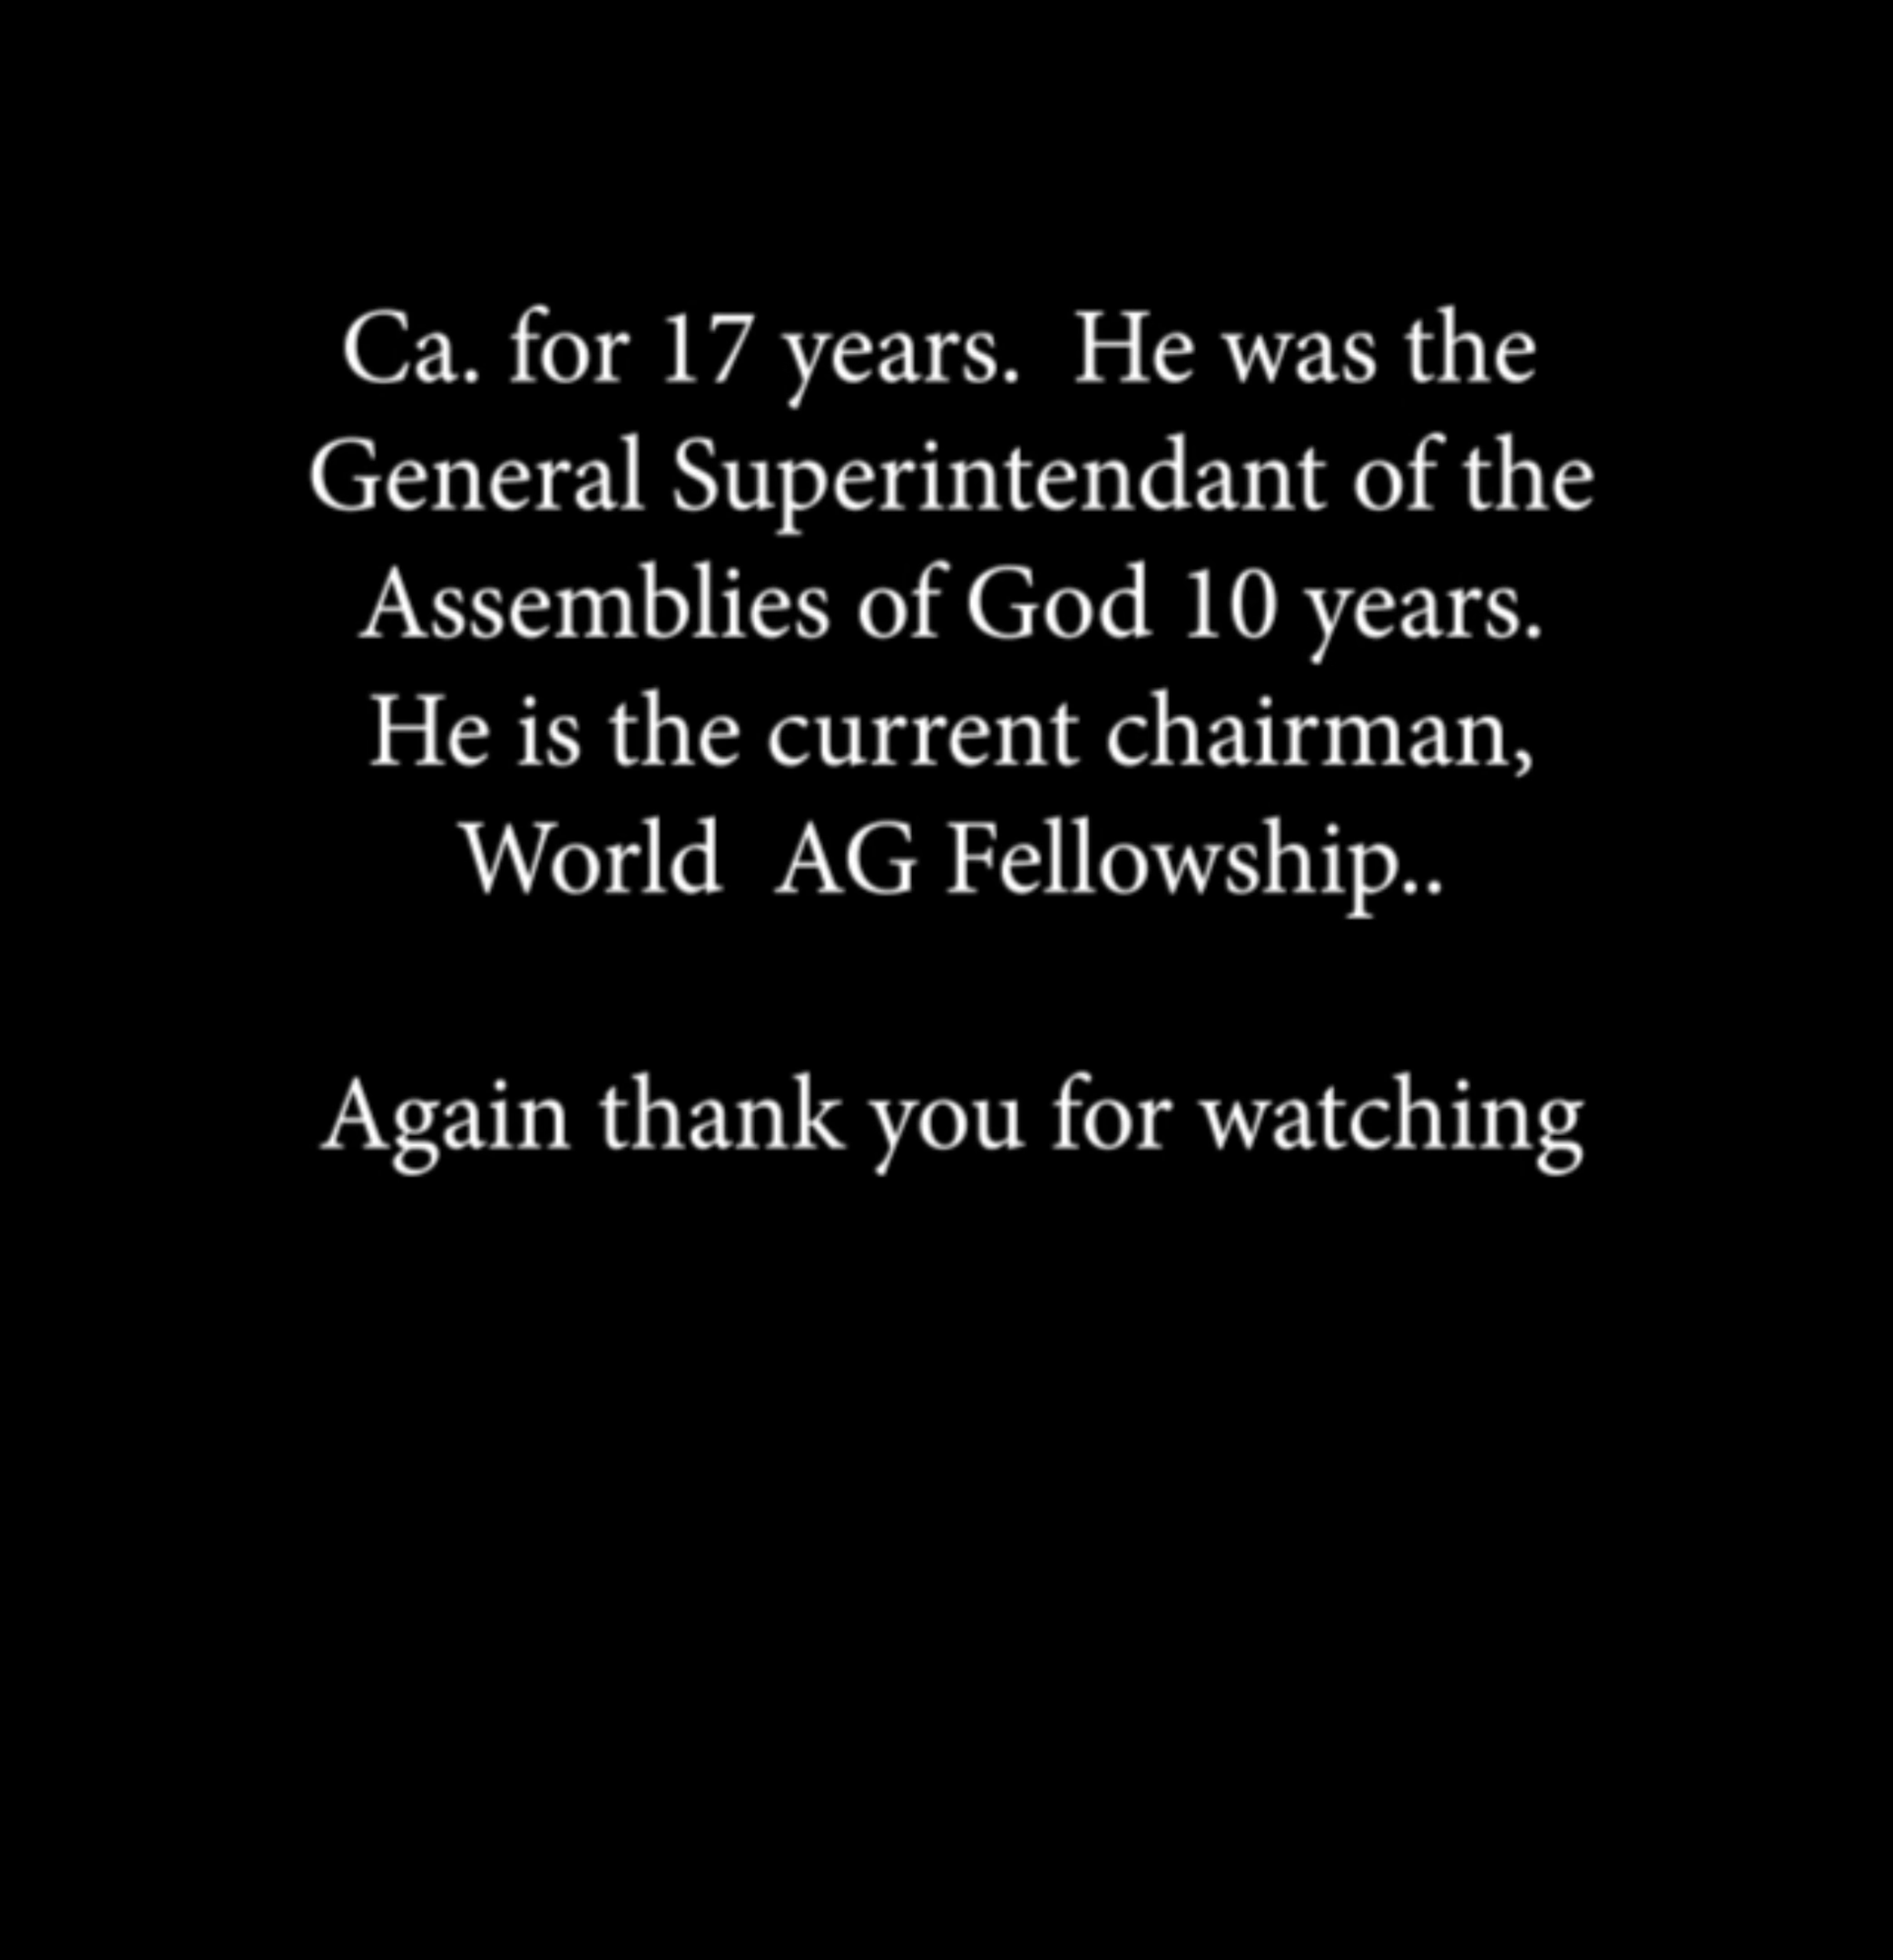 Ca. for 17 years.  He was the
General Superintendant of the
Assemblies of God 10 years.
He is the current chairman,
World  AG Fellowship..
Again thank you for watching